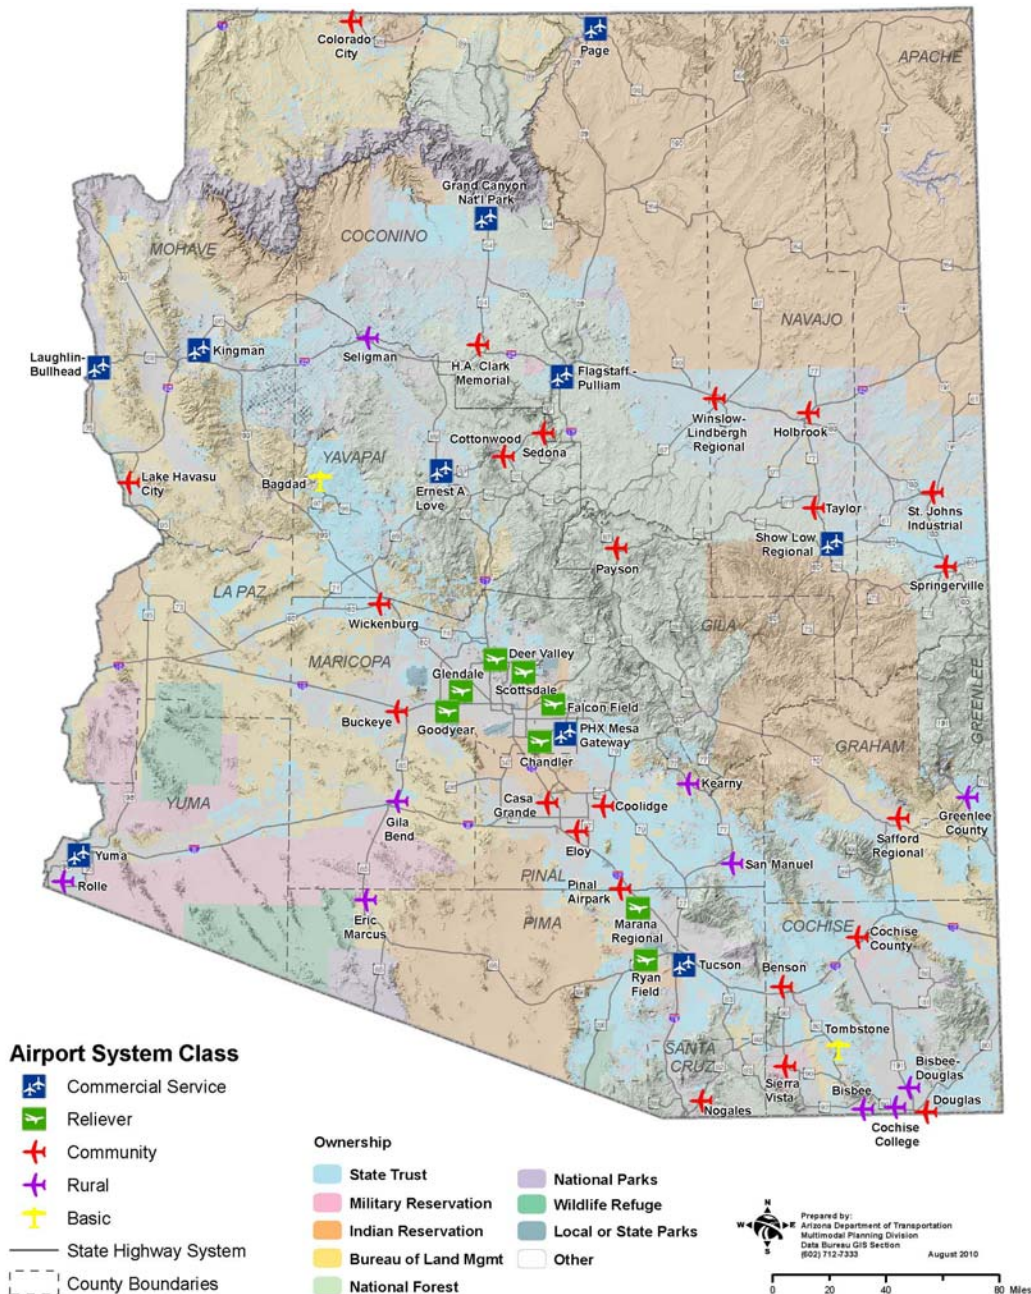 Colorado
City
Page
APACHE
Grand Canyon
Nat'l Park
COCONINO
MOHAVE
NAVAJO
Laughlin-
Bullhead
Kingman
Seligman
H.A. Clark
Memorial
Flagstaff -
Pulliam
Winslow-
Lindbergh
Regional
Holbrook
Cottonwood
Sedona
YAVAPAI
Lake Havasu
City
Bagdad
Ernest A.
Love
St. Johns
Industrial
Taylor
Show Low
Regional
Payson
Springerville
LA PAZ
Wickenburg
GILA
MARICOPA
Deer Valley
Glendale
Scottsdale
Falcon Field
GREENLEE
Buckeye
Goodyear
PHX Mesa
Gateway
Chandler
GRAHAM
YUMA
Kearny
Gila
Bend
Casa
Grande
Coolidge
Greenlee
County
Safford
Regional
Eloy
Yuma
Rolle
San Manuel
PINAL
Pinal
Airpark
Eric
Marcus
PIMA
Marana
Regional
COCHISE
Cochise
County
Ryan
Field
Tucson
Benson
Tombstone
SANTA
CRUZ
Sierra
Vista
Bisbee-
Douglas
Bisbee
Douglas
Nogales
Cochise
College
Airport System Class
Commercial Service
Reliever
Community
Rural
Basic
State Highway System
County Boundaries
Ownership
State Trust
Military Reservation
Indian Reservation
Bureau of Land Mgmt
National Forest
National Parks
Wildlife Refuge
Local or State Parks
Other
N
W E
S
Prepared by:
Arizona Department of Transportation
Multimodal Planning Division
Data Bureau GIS Section
(602) 712-7333 August 2010
0 20 40 80 Miles